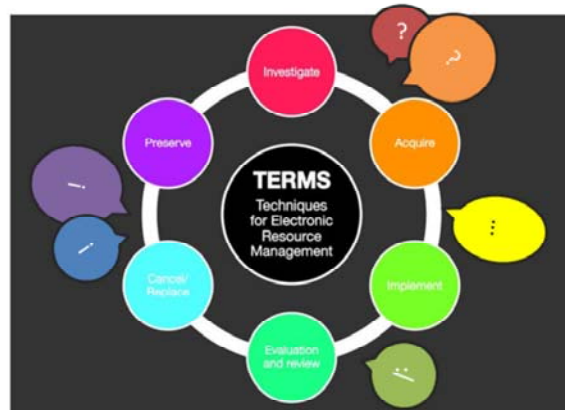 Investigate
?
?
Acquire
...
Implement
Evaluation
and review
Cancel/
Replace
Preserve
TERMS
Techniques
for Electronic
Resource
Management